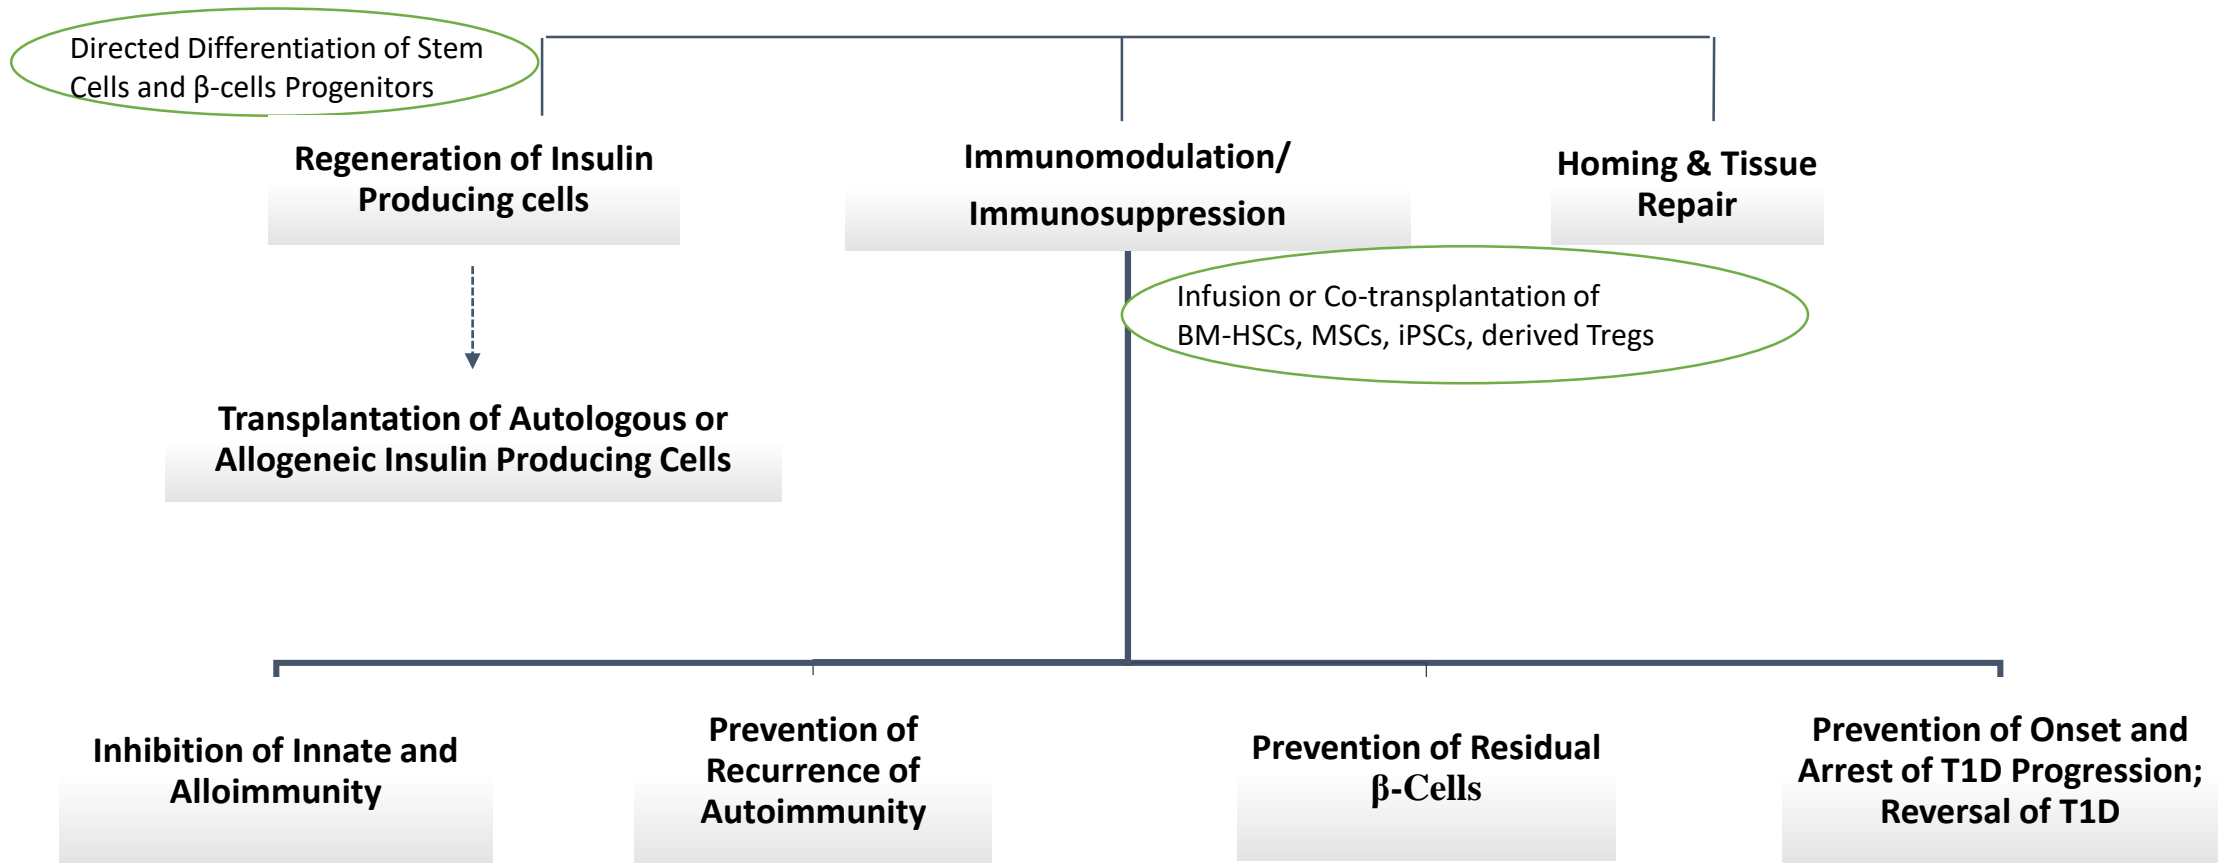 Directed Differentiation of Stem
Cells and β-cells Progenitors
Regeneration of Insulin
Producing cells
Immunomodulation/
Immunosuppression
Homing & Tissue
Repair
Infusion or Co-transplantation of
BM-HSCs, MSCs, iPSCs, derived Tregs
Transplantation of Autologous or
Allogeneic Insulin Producing Cells
Inhibition of Innate and
Alloimmunity
Prevention of
Recurrence of
Autoimmunity
Prevention of Residual
β-Cells
Prevention of Onset and
Arrest of T1D Progression;
Reversal of T1D